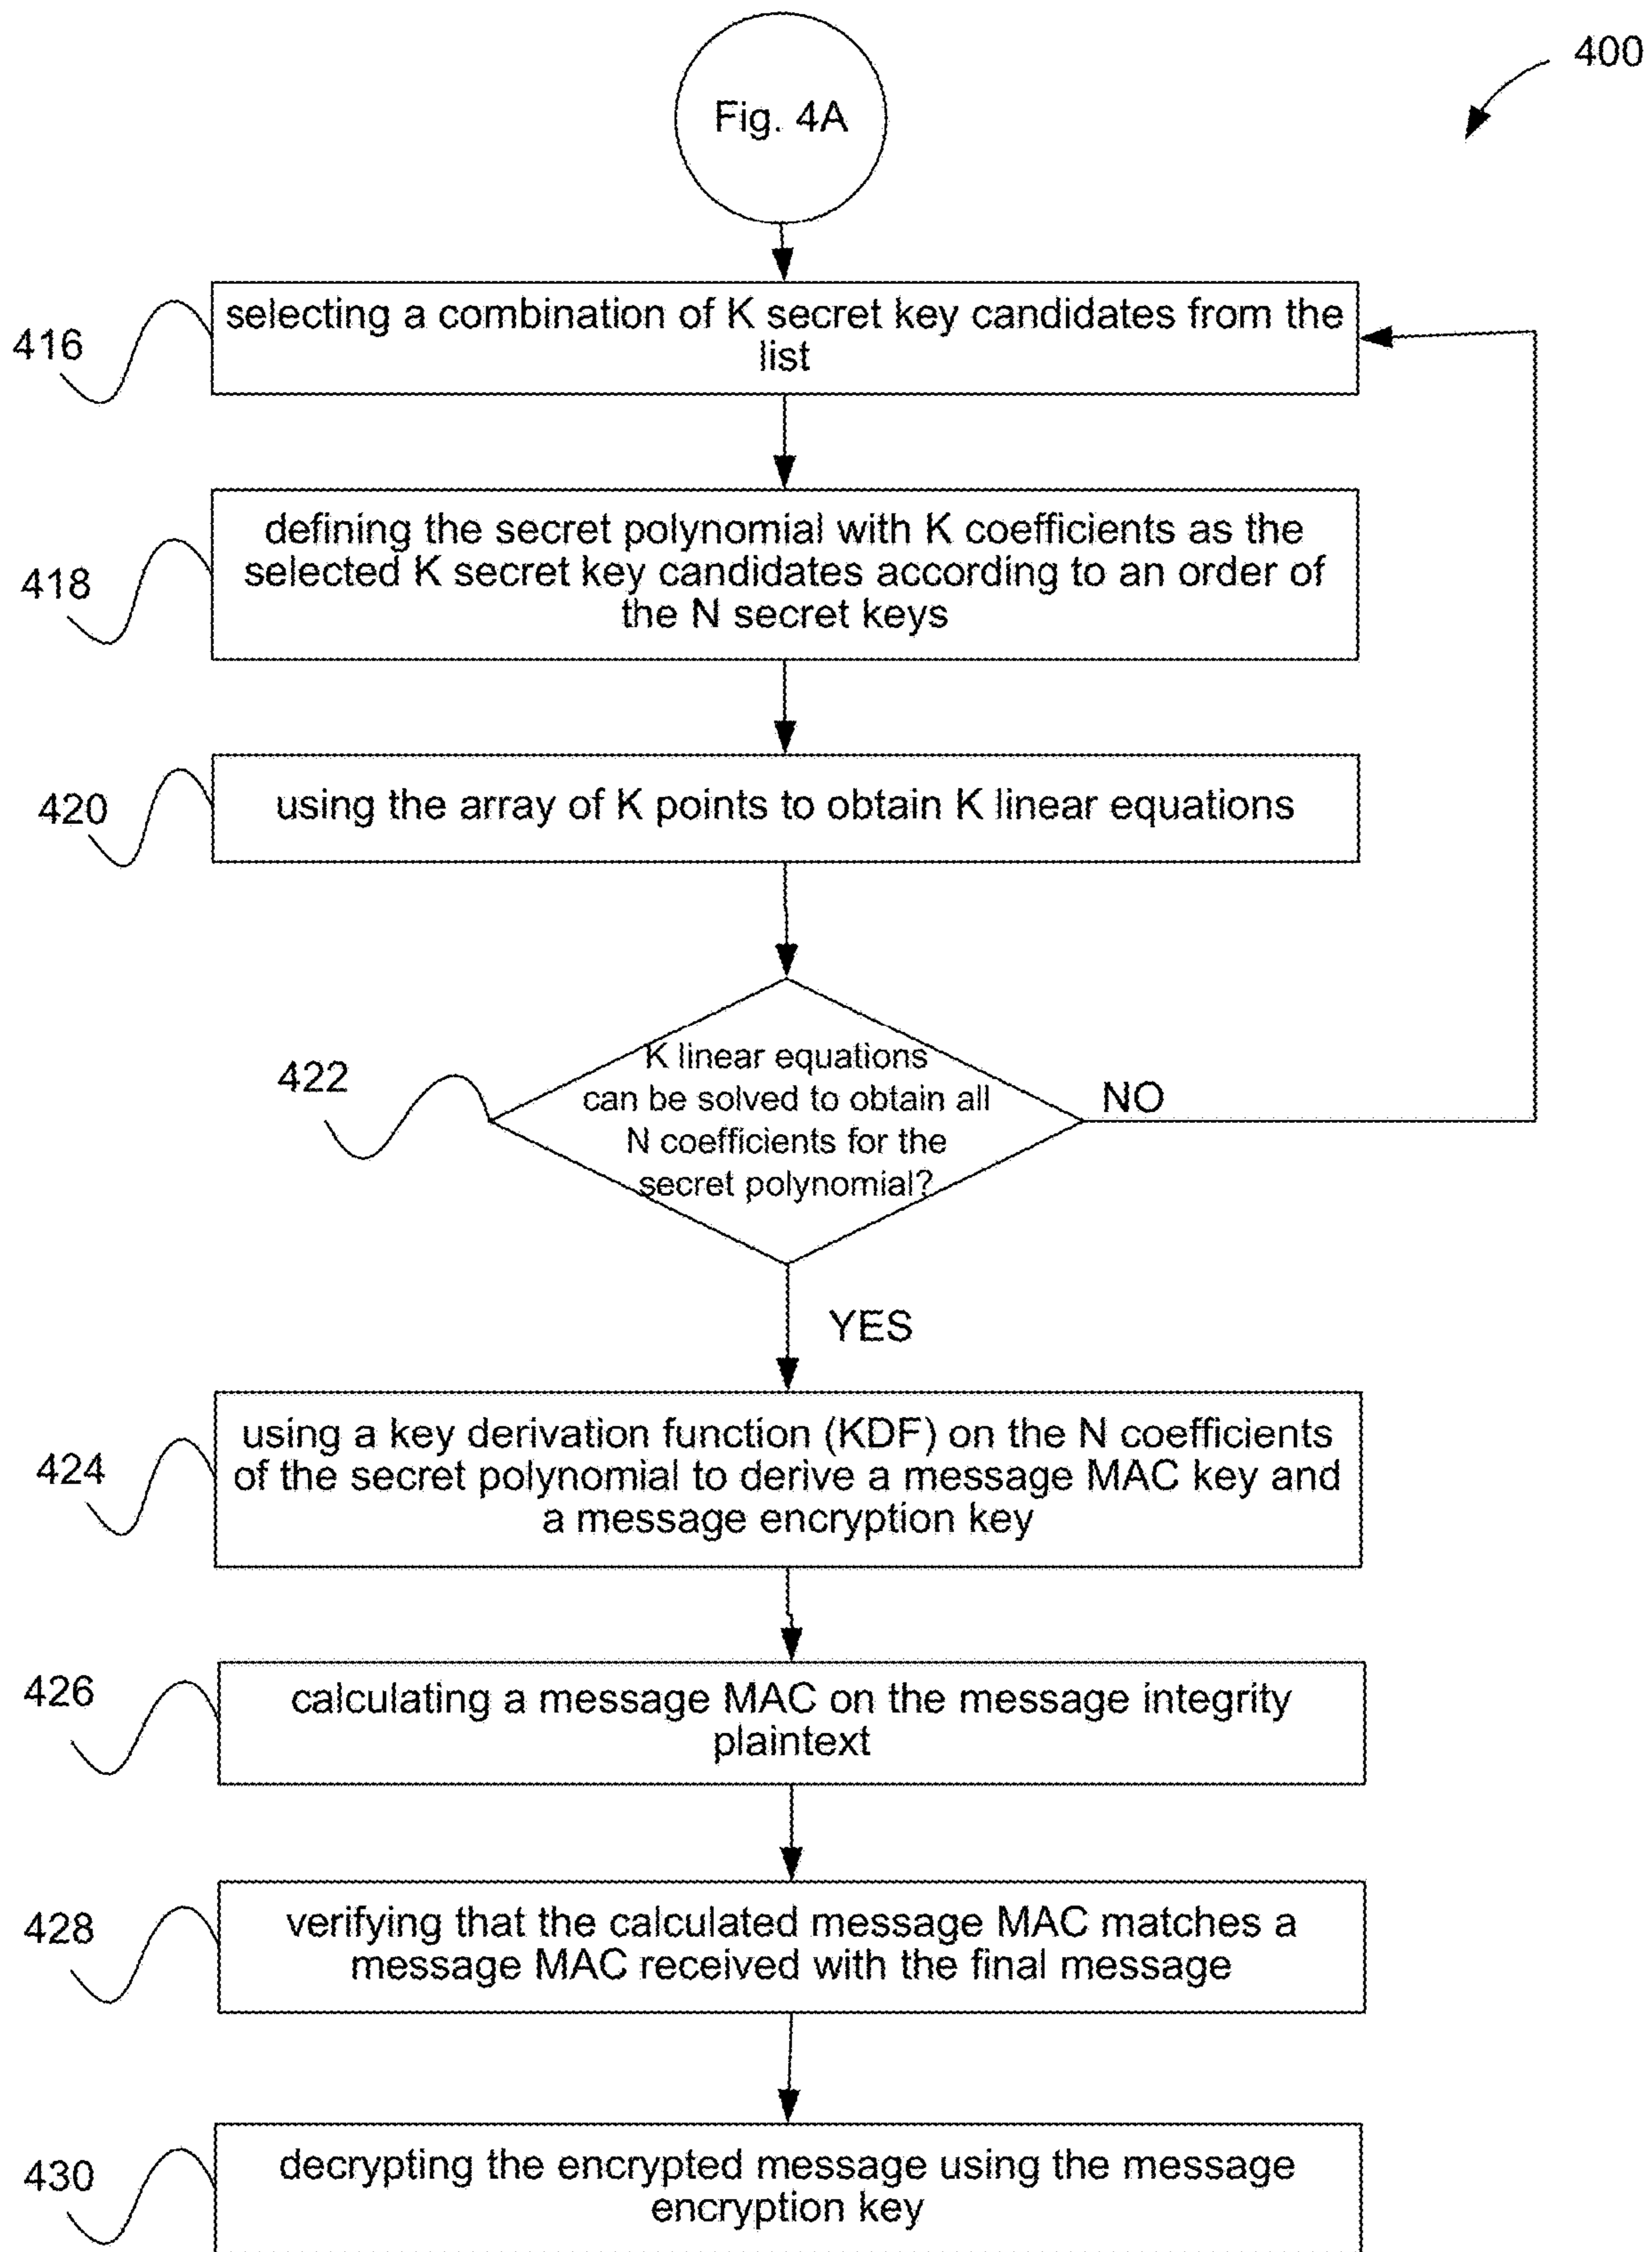 400
Fig. 4A
416
selecting a combination of K secret key candidates from the
list
418
defining the secret polynomial with K coefficients as the
selected K secret key candidates according to an order of
the N secret keys
420
using the array of K points to obtain K linear equations
422
K linear equations
can be solved to obtain all
N coefficients for the
secret polynomial?
NO
YES
424
using a key derivation function (KDF) on the N coefficients
of the secret polynomial to derive a message MAC key and
a message encryption key
426
calculating a message MAC on the message integrity
plaintext
428
verifying that the calculated message MAC matches a
message MAC received with the final message
430
decrypting the encrypted message using the message
encryption key